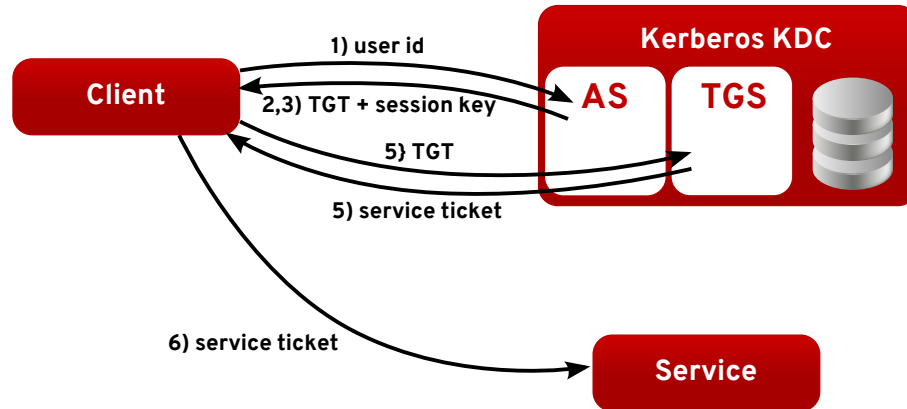 1) user id
Kerberos KDC
Client
2,3) TGT + session key
AS
TGS
5} TGT
5) service ticket
6) service ticket
Service